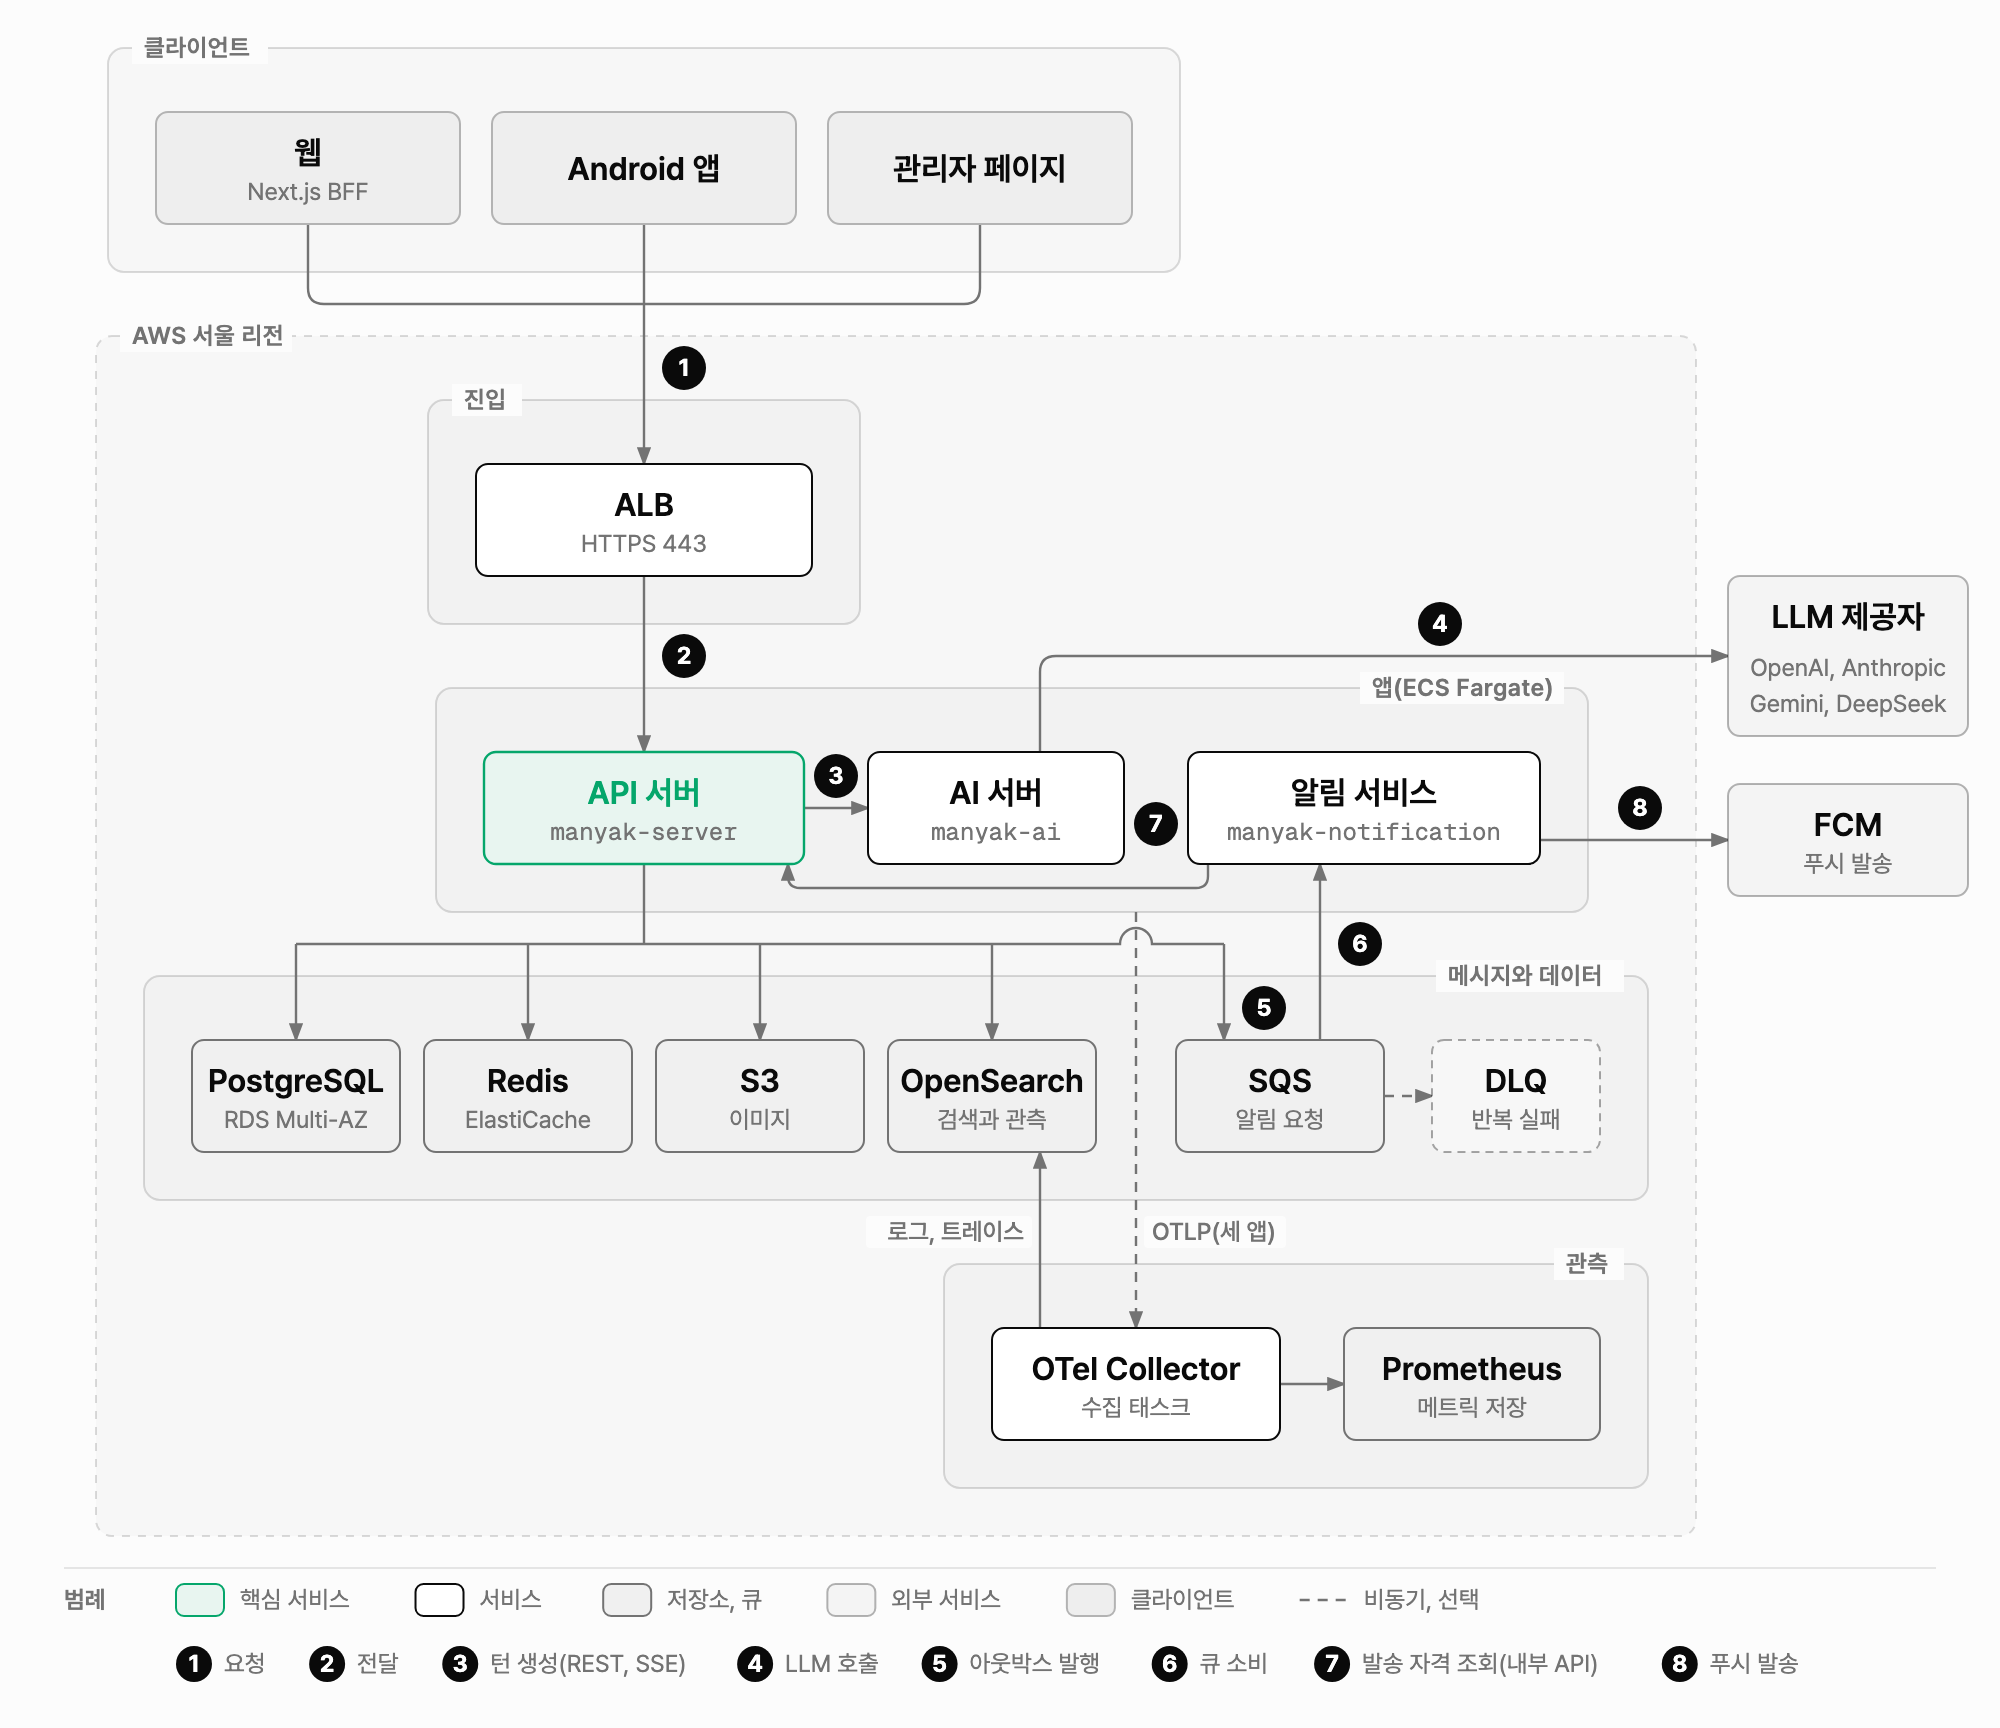 클라이언트
웹
Next.js BFF
Android 앱
관리자 페이지
AWS 서울 리전
1
진입
ALB
HTTPS 443
2
4
LLM 제공자
OpenAI, Anthropic
Gemini, DeepSeek
앱(ECS Fargate)
API 서버
manyak-server
3
AI 서버
manyak-ai
7
알림 서비스
manyak-notification
8
FCM
푸시 발송
6
메시지와 데이터
5
PostgreSQL
RDS Multi-AZ
Redis
ElastiCache
S3
이미지
OpenSearch
검색과 관측
SQS
알림 요청
DLQ
반복 실패
로그, 트레이스
OTLP(세 앱)
관측
OTel Collector
수집 태스크
Prometheus
메트릭 저장
범례
핵심 서비스
서비스
저장소, 큐
외부 서비스
클라이언트
비동기, 선택
1 요청
2 전달
3 턴 생성(REST, SSE)
4 LLM 호출
5 아웃박스 발행
6 큐 소비
7 발송 자격 조회(내부 API)
8 푸시 발송